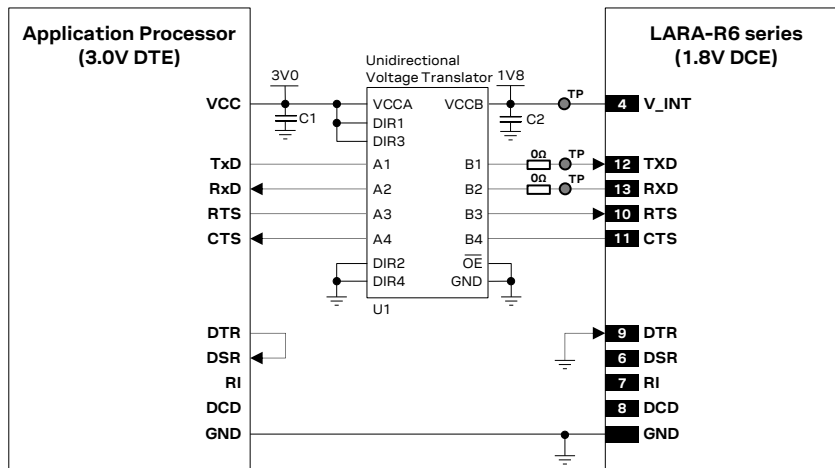 Application Processor
(3.0V DTE)
LARA-R6 series
(1.8V DCE)
Unidirectional
Voltage Translator
3V0
1V8
TP
VCC
VCCA
VCCB
4 V_INT
C1
C2
DIR1
DIR3
0Ω
TP
TxD
A1
B1
12 TXD
0Ω
TP
RxD
A2
B2
13 RXD
RTS
A3
B3
10 RTS
CTS
A4
B4
11 CTS
DIR2
OE
DIR4
GND
U1
DTR
9 DTR
DSR
6 DSR
RI
7 RI
DCD
8 DCD
GND
GND